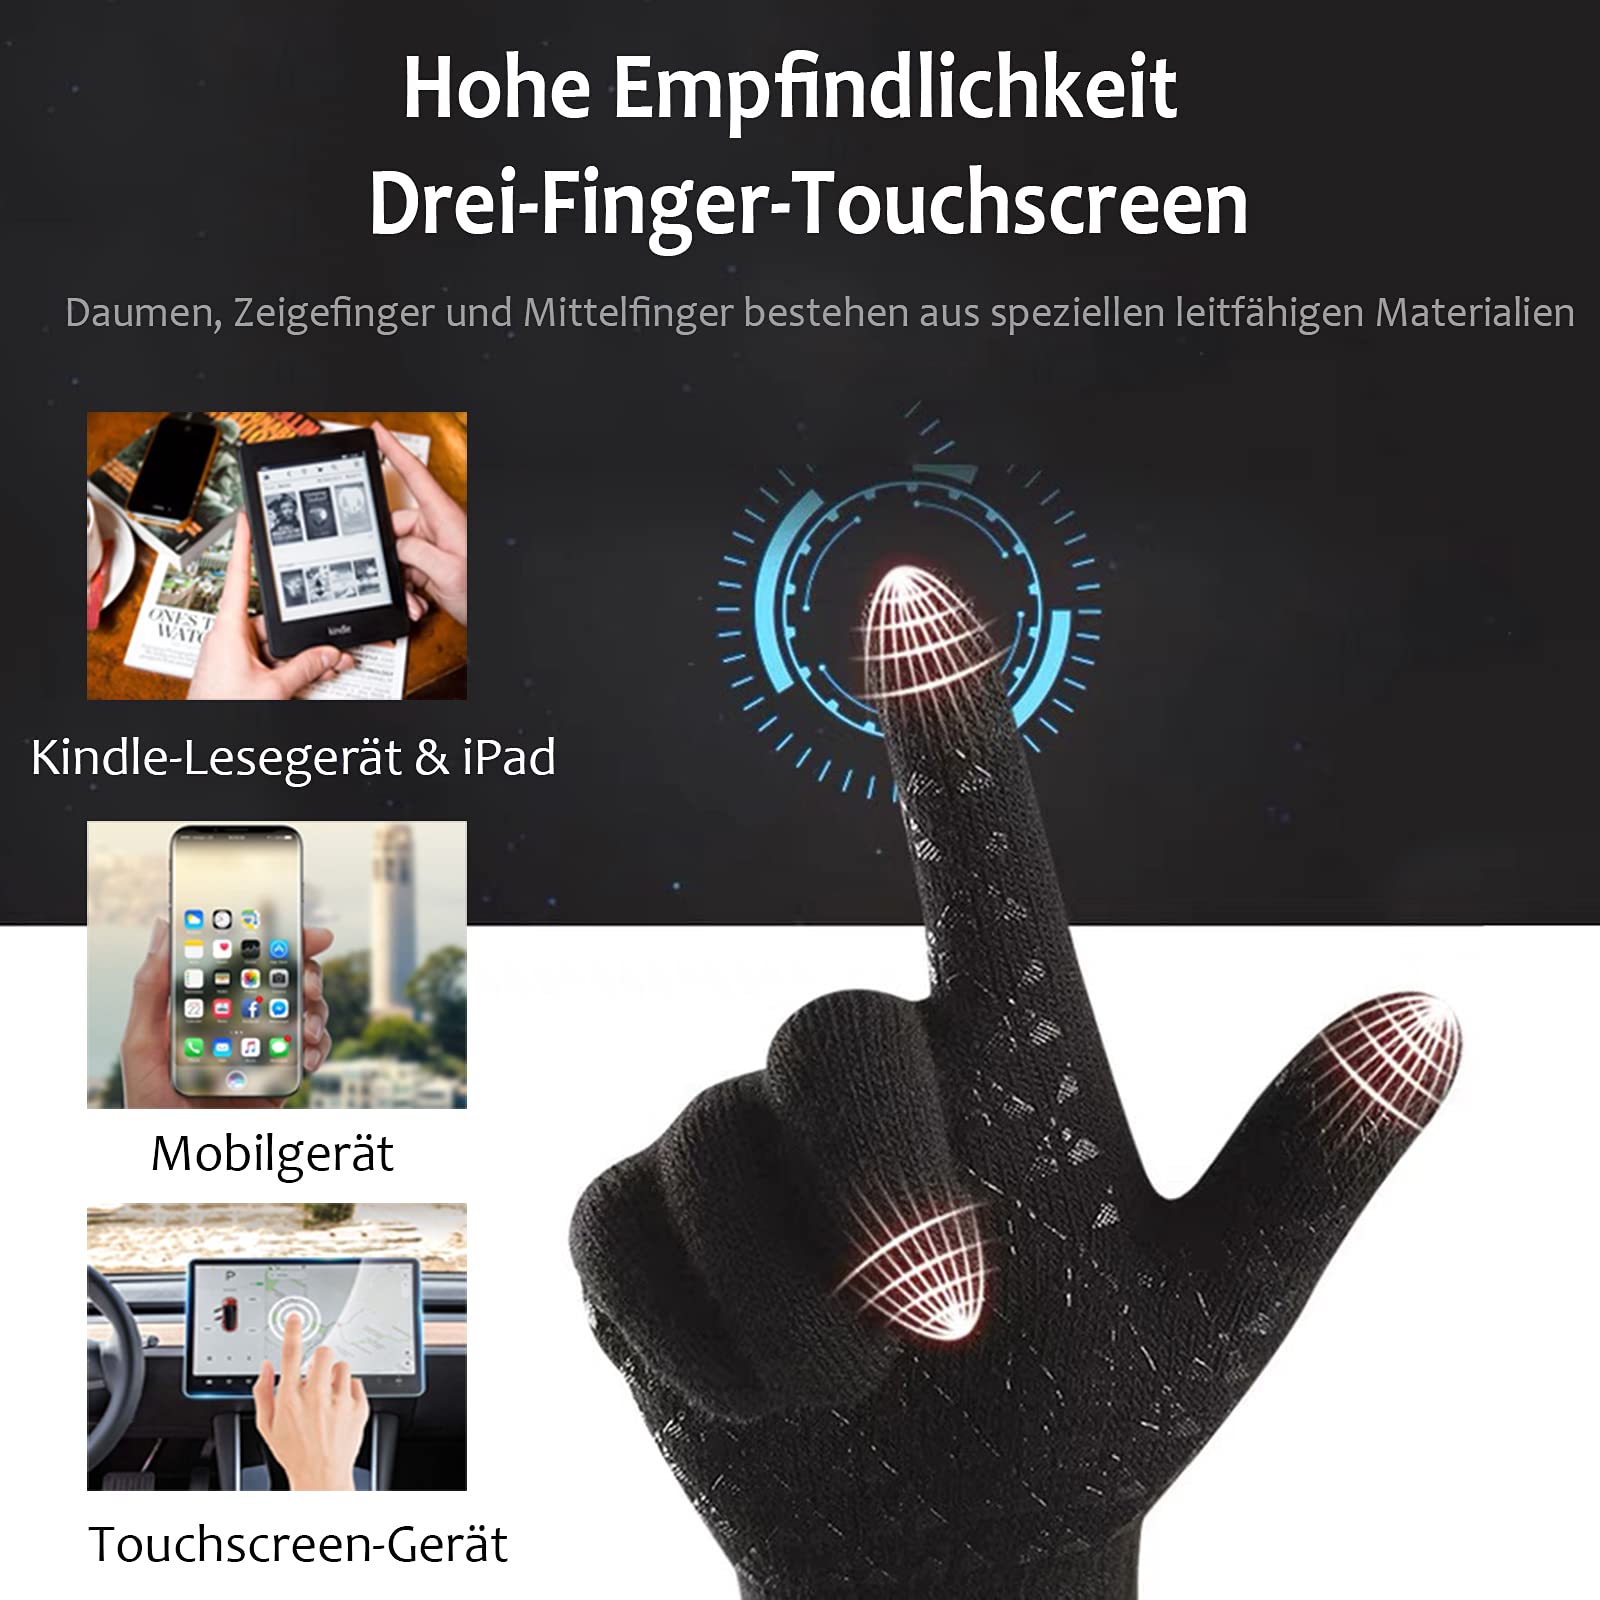 Hohe Empfindlichkeit
Drei-Finger-Touchscreen
Daumen, Zeigefinger und Mittelfinger bestehen aus speziellen leitfähigen Materialien
kindle
Kindle-Lesegerät & iPad
Mobilgerät
P
Touchscreen-Gerät